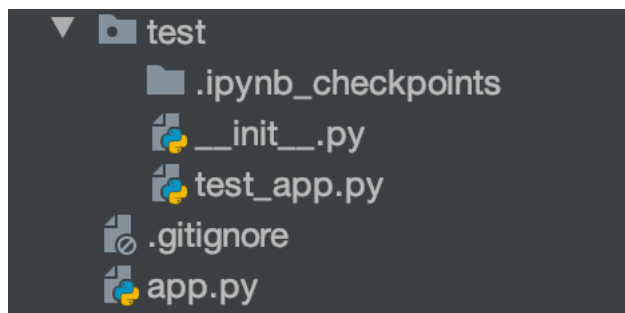 test
.ipynb_checkpoints
__init__.py
test_app.py
.gitignore
app.py